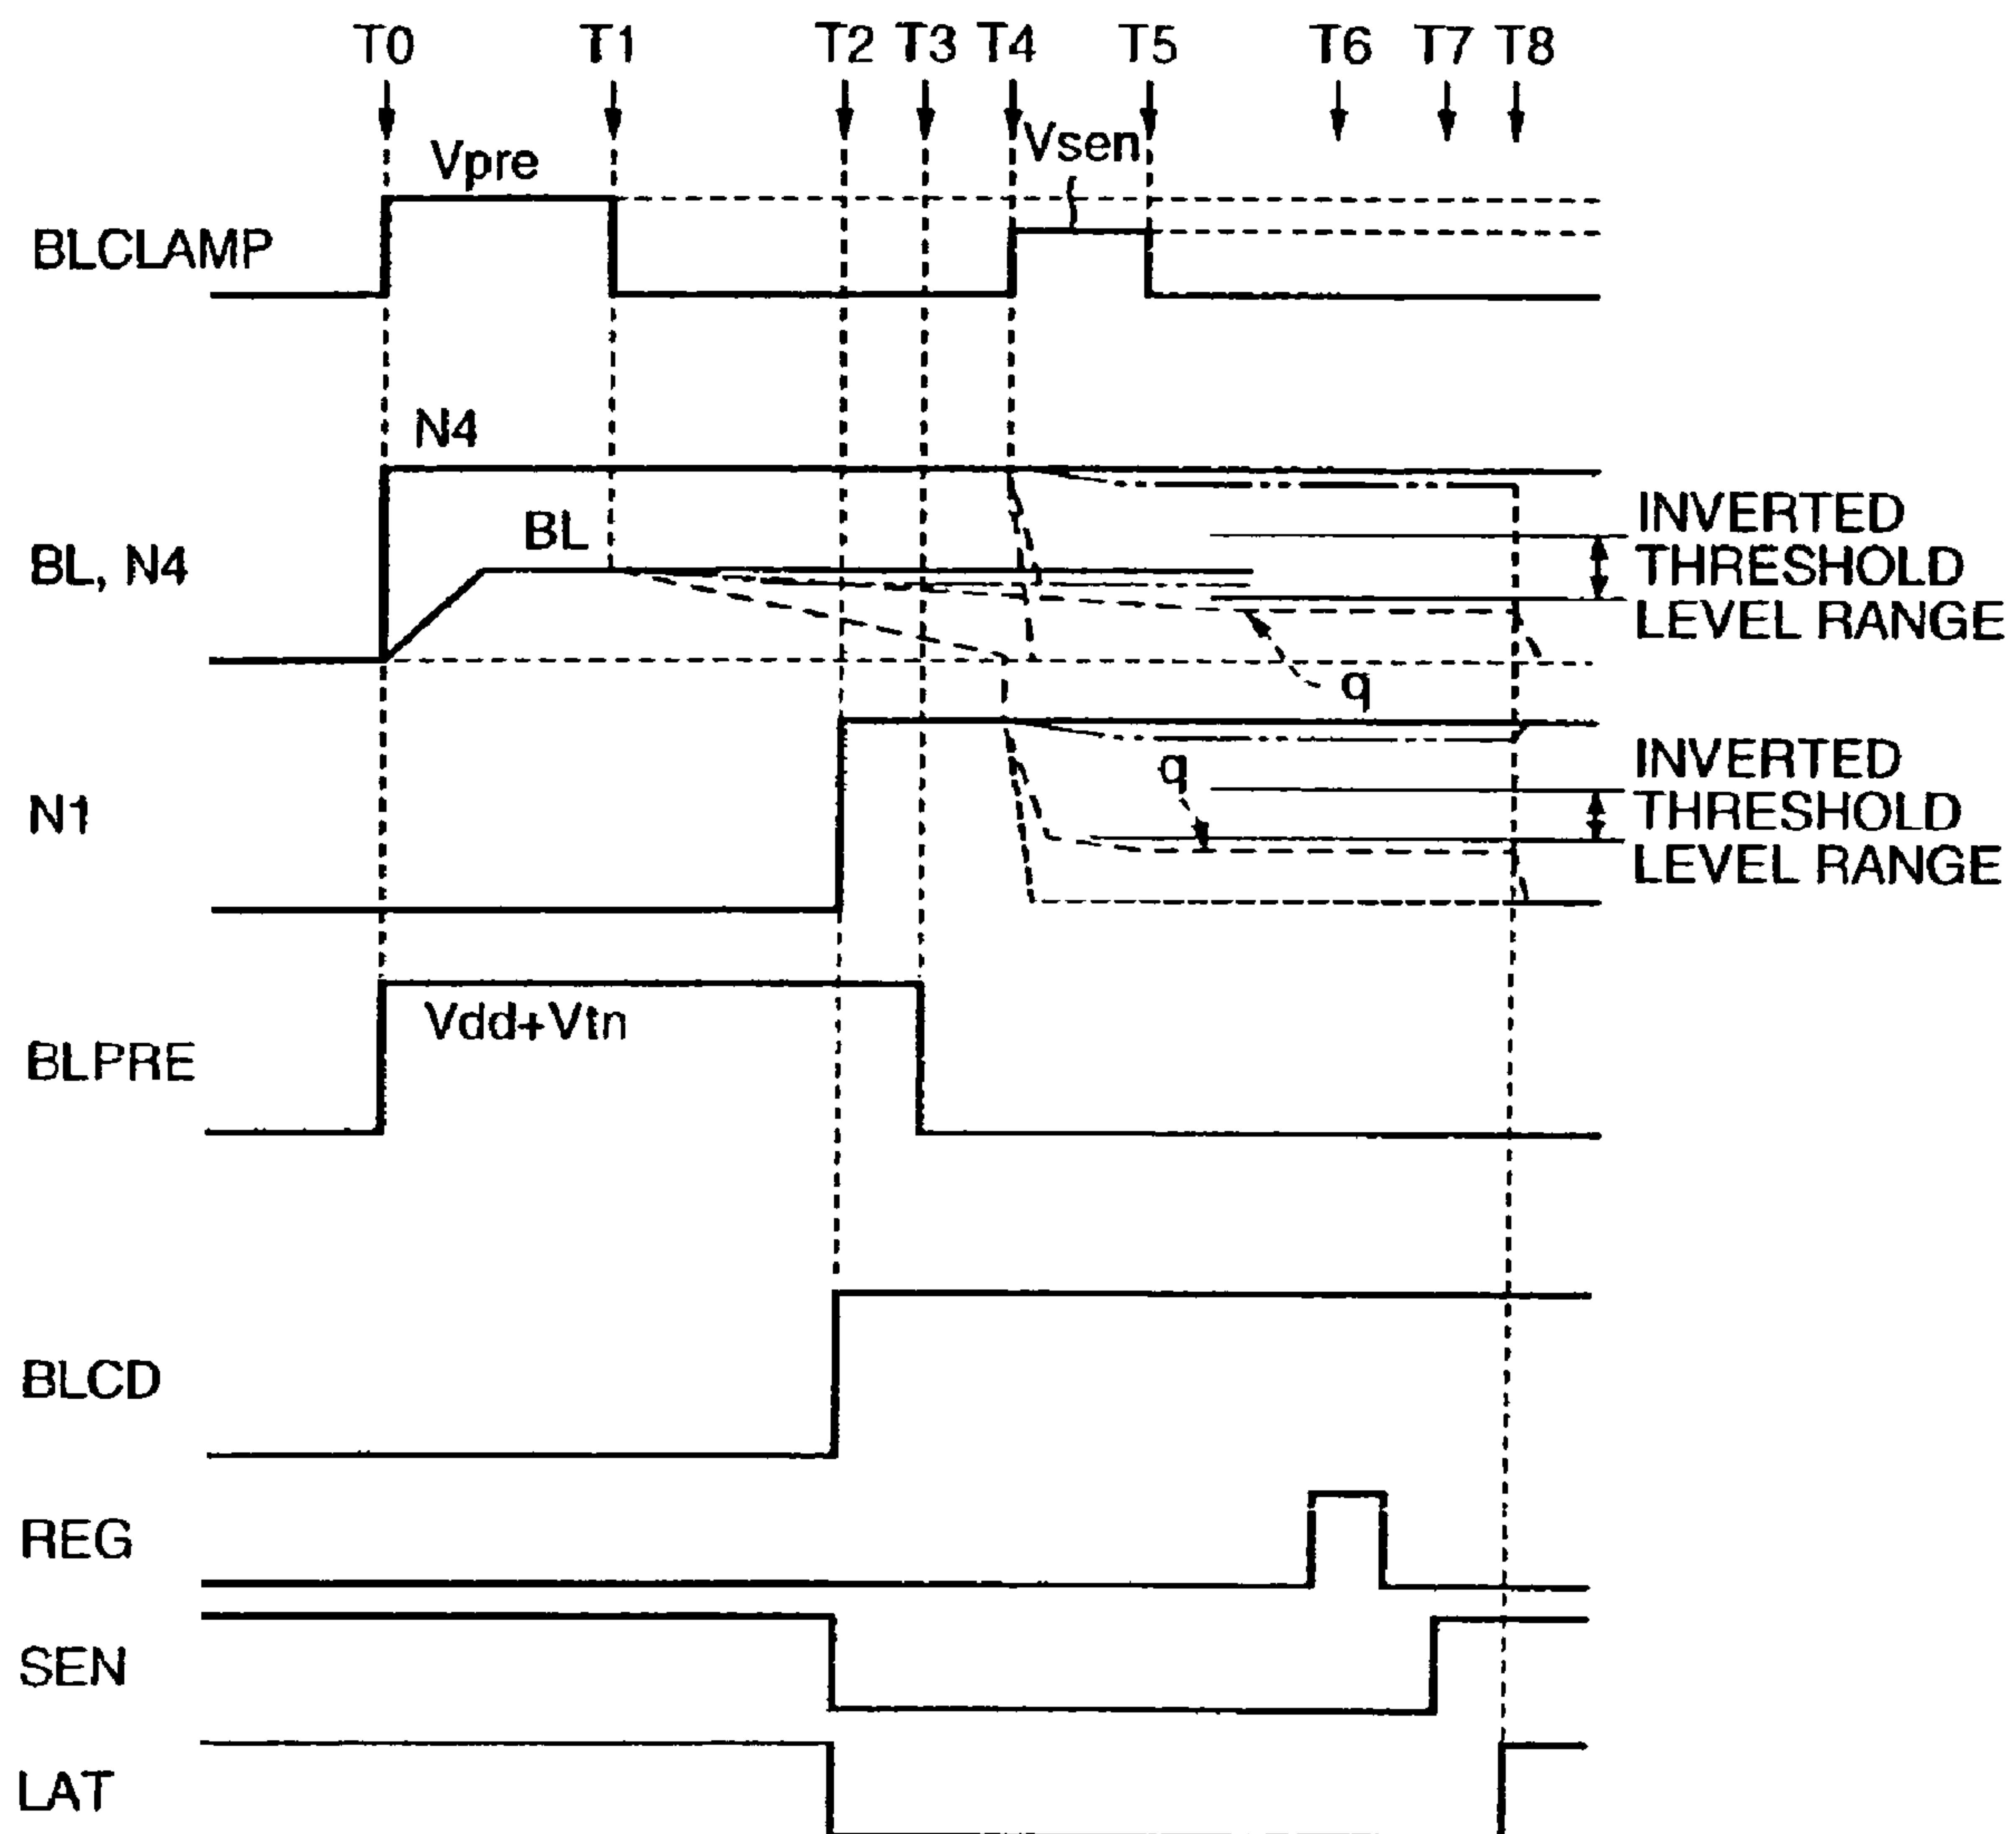 T0 T1 T2 T3 T4 T5 T6 T7 T8
Vpre
Vsen
BLCLAMP
N4
BL
BL, N4
INVERTED
THRESHOLD
LEVEL RANGE
q
N1
q
INVERTED
THRESHOLD
LEVEL RANGE
Vdd+Vtn
BLPRE
BLCD
REG
SEN
LAT